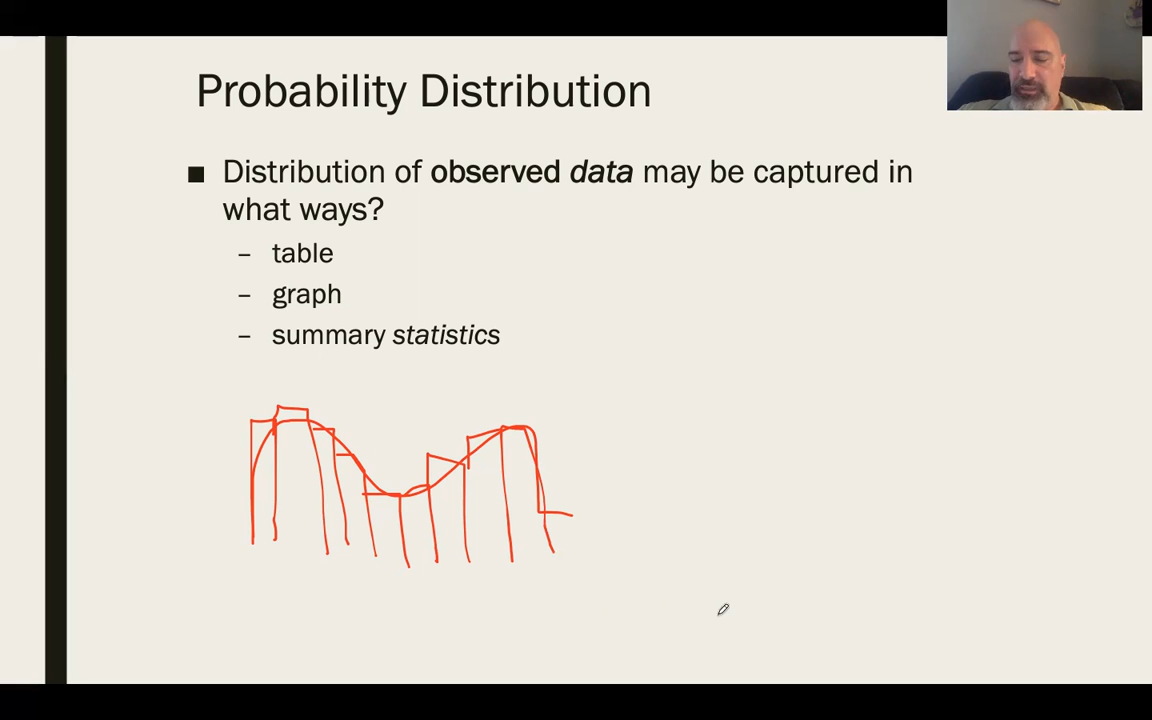 Probability Distribution
■ Distribution of observed data may be captured in
what ways?
– table
– graph
– summary statistics